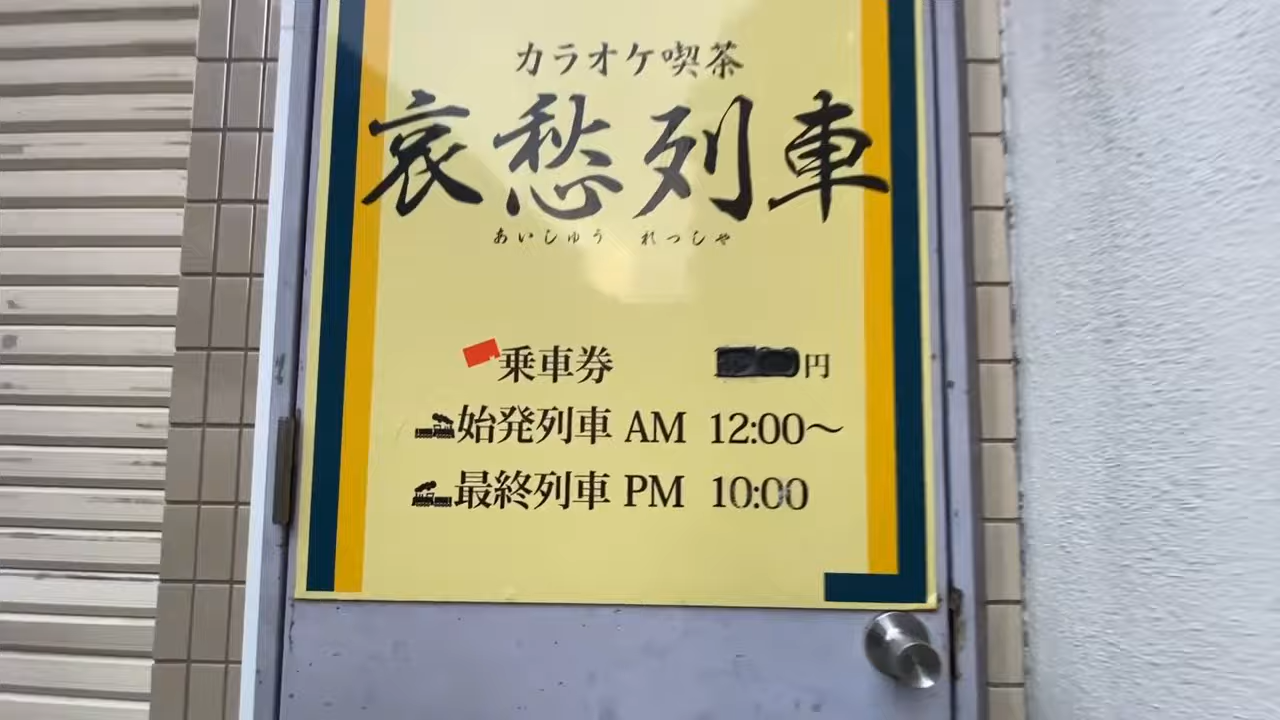 カラオケ喫茶
哀愁列車
あいしゅう れっしゃ
乗車券 円
始発列車 AM 12:00～
最終列車 PM 10:00